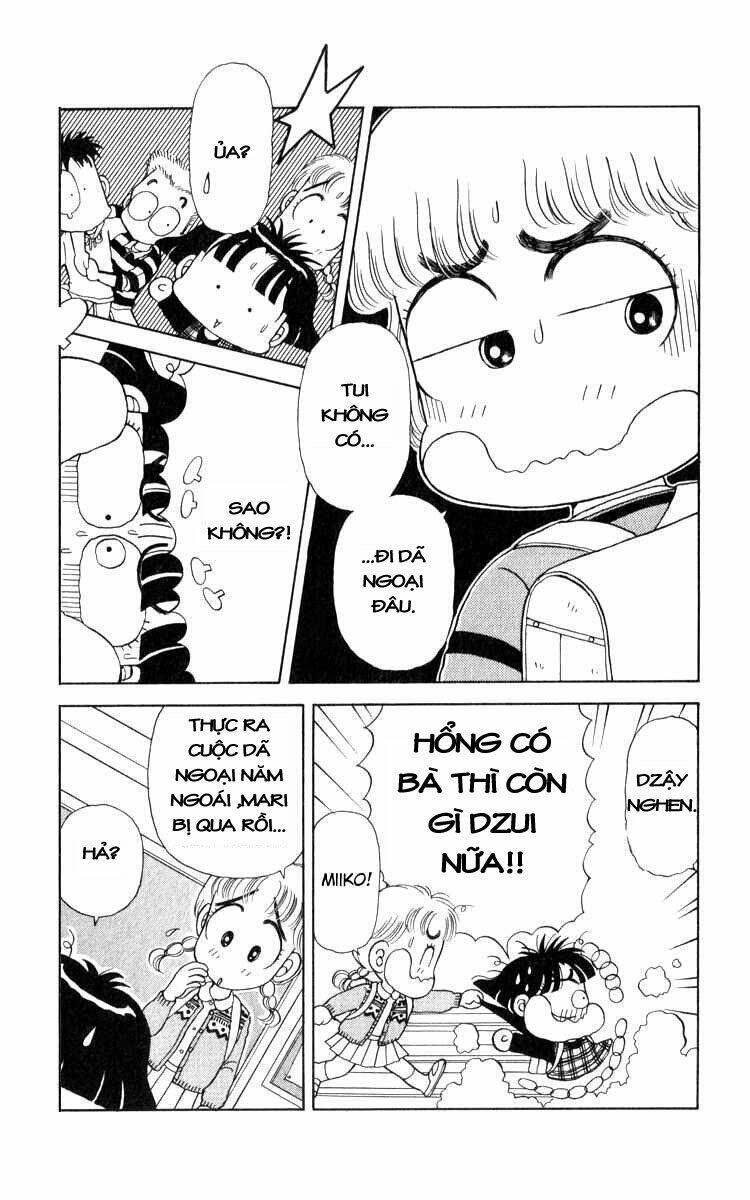 ỦA?
TUI
KHÔNG
CÓ...
...ĐI DÃ
NGOẠI
ĐÂU.
SAO
KHÔNG?!
DZẬY
NGHEN.
HỔNG CÓ
BÀ THÌ CÒN
GÌ DZUI
NỮA!!
MIIKO!
THỰC RA
CUỘC DÃ
NGOẠI NĂM
NGOÁI ,MARI
BỊ QUA RỒI...
HẢ?